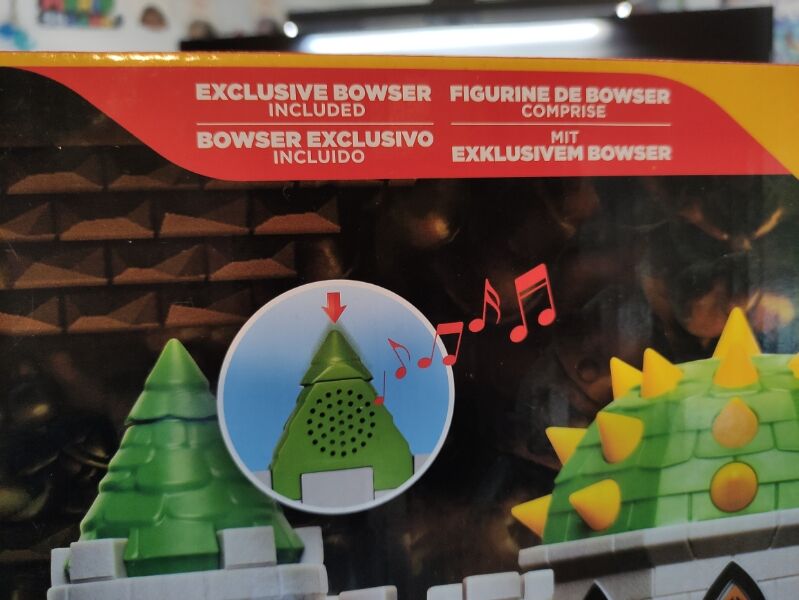 EXCLUSIVE BOWSER
INCLUDED
BOWSER EXCLUSIVO
INCLUIDO
FIGURINE DE BOWSER
COMPRISE
MIT
EXKLUSIVEM BOWSER